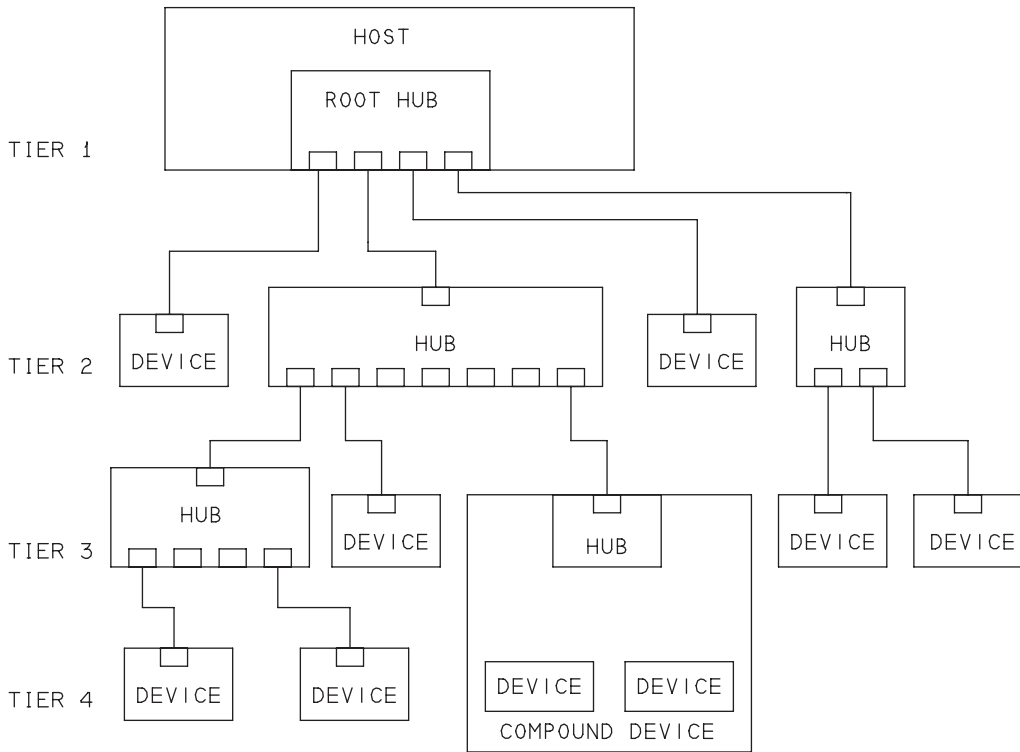 HOST
ROOT HUB
TIER 1
HUB
DEVICE
DEVICE
HUB
TIER 2
HUB
DEVICE
HUB
DEVICE
DEVICE
TIER 3
DEVICE
DEVICE
DEVICE
DEVICE
TIER 4
COMPOUND DEVICE